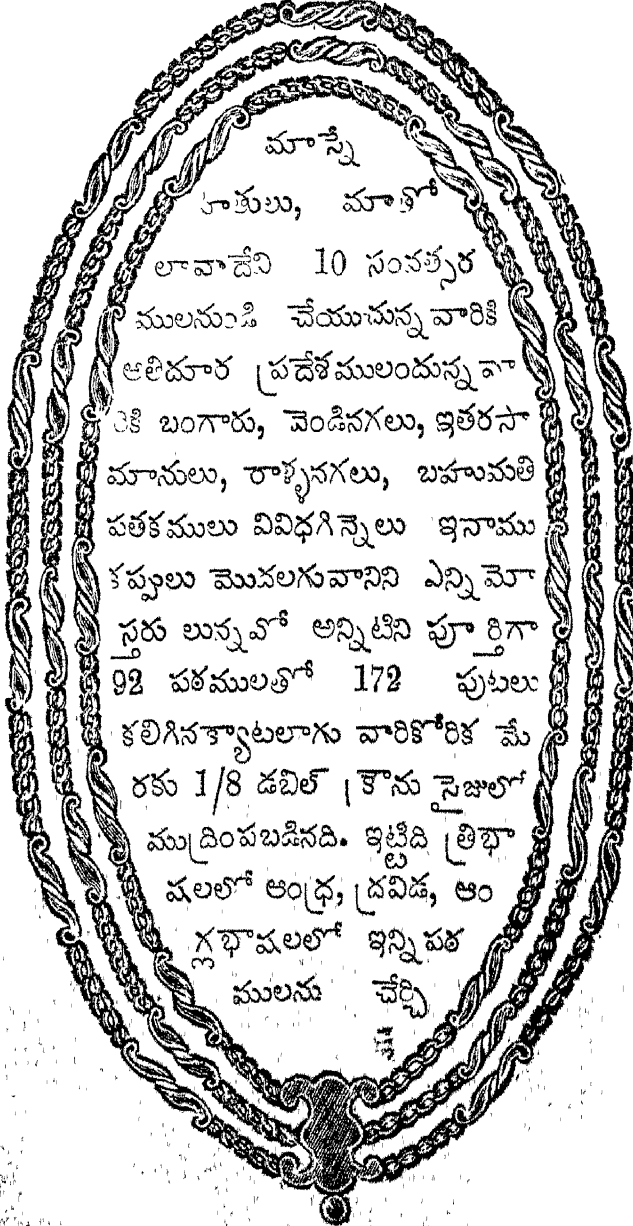 మాస్నే
హితులు, మాతో
లావాదేవి 10 సంవత్సర
ములనుండి చేయుచున్నవారికి
అతిదూర ప్రదేశములందున్న వా
రికి బంగారు, వెండినగలు, ఇతరసా
మానులు, రాళ్ళనగలు, బహుమతి
పతకములు వివిధగిన్నెలు ఇనాము
కప్పులు మొదలగువానిని ఎన్ని మో
స్తరు లున్నవో అన్నిటిని పూర్తిగా
92 పఠములతో 172 పుటలు
కలిగినక్యాటలాగు వారికోరిక మే
రకు 1/8 డబిల్ క్రౌను సైజులో
ముద్రింపబడినది. ఇట్టిది త్రిభా
షలలో ఆంధ్ర, ద్రవిడ, ఆం
గ్లభాషలలో ఇన్ని పఠ
ములను చేర్చి